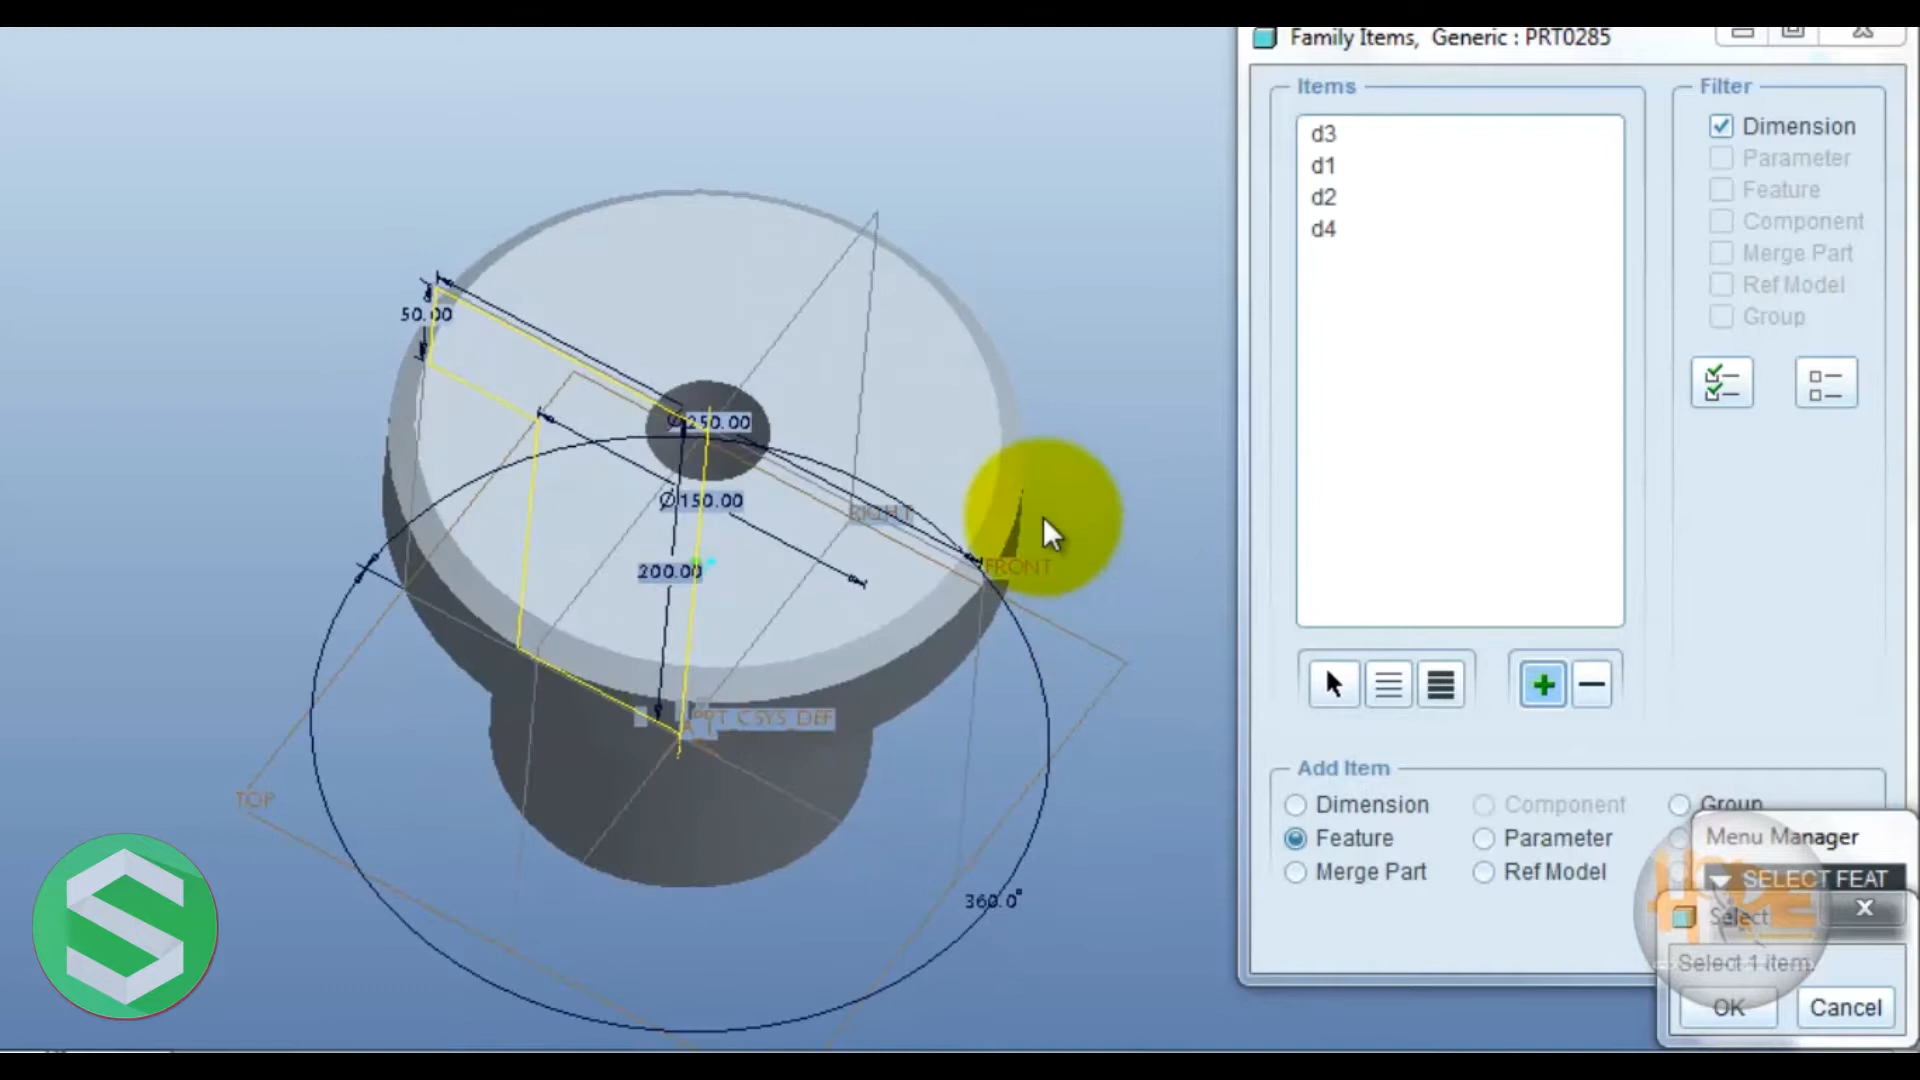 Family Items, Generic : PRT0285
Items
Filter
d3
d1
d2
d4
Dimension
Parameter
Feature
Component
Merge Part
Ref Model
Group
50.00
Ø250.00
Ø150.00
RIGHT
FRONT
200.00
PRT_CSYS_DEF
TOP
360.0°
Add Item
Dimension
Component
Group
Feature
Parameter
Merge Part
Ref Model
Menu Manager
SELECT FEAT
Select
Select 1 item.
OK
Cancel
S